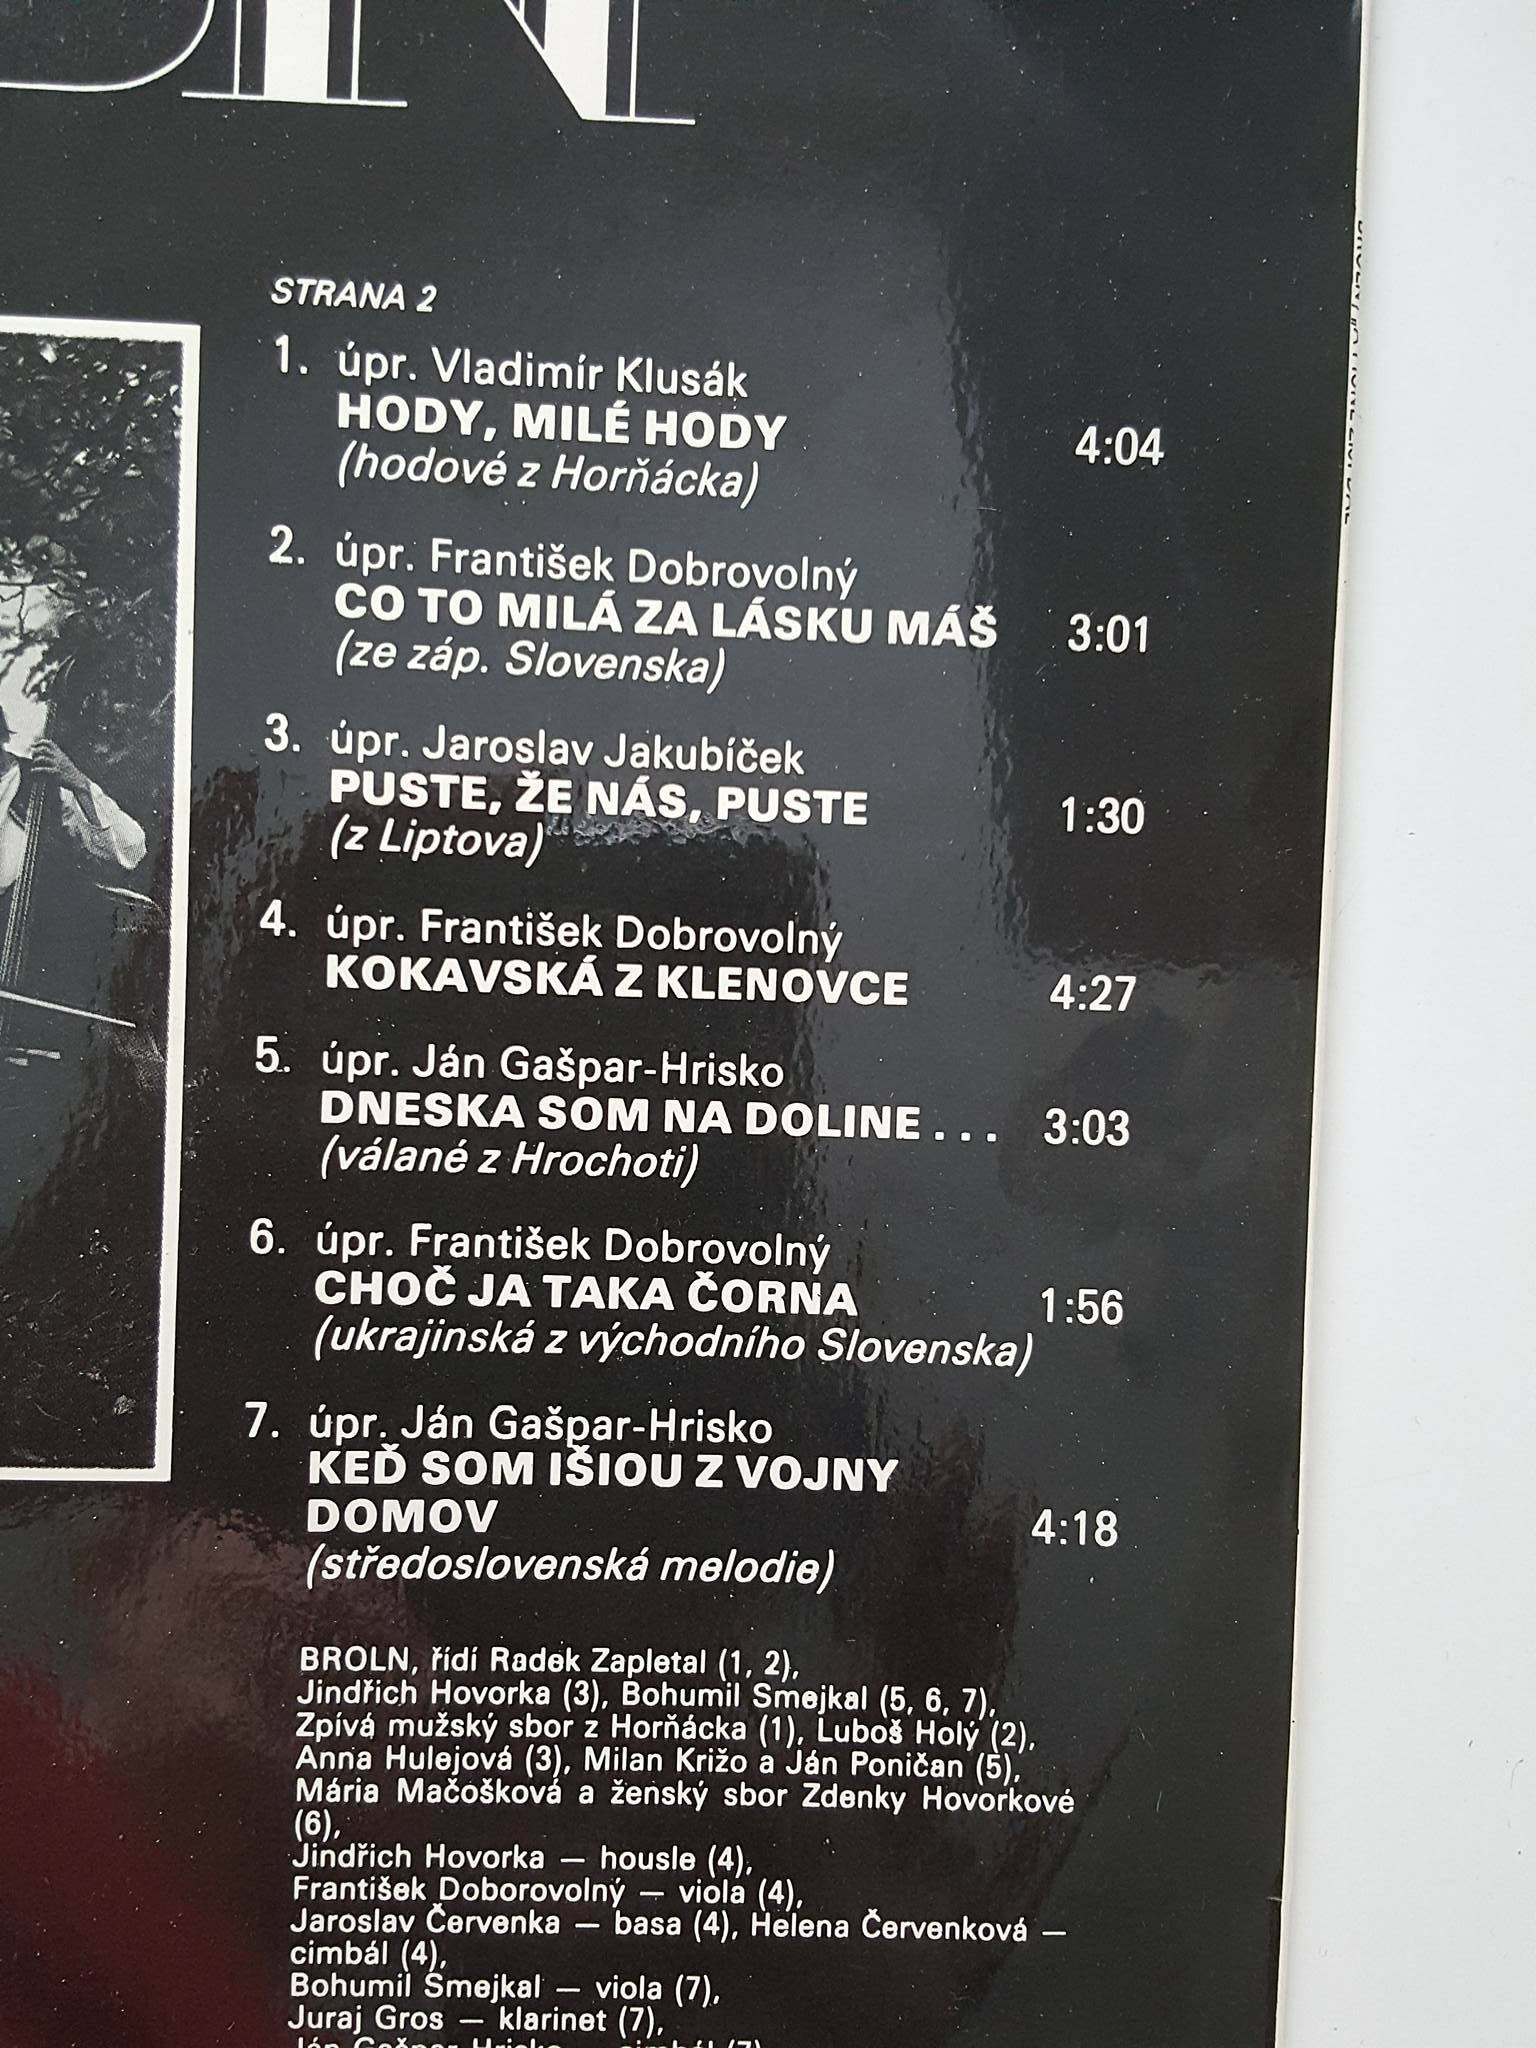 STRANA 2
1. úpr. Vladimír Klusák
HODY, MILÉ HODY 4:04
(hodové z Horňácka)
2. úpr. František Dobrovolný
CO TO MILÁ ZA LÁSKU MÁŠ 3:01
(ze záp. Slovenska)
3. úpr. Jaroslav Jakubíček
PUSTE, ŽE NÁS, PUSTE 1:30
(z Liptova)
4. úpr. František Dobrovolný
KOKAVSKÁ Z KLENOVCE 4:27
5. úpr. Ján Gašpar-Hrisko
DNESKA SOM NA DOLINE... 3:03
(válané z Hrochoti)
6. úpr. František Dobrovolný
CHOČ JA TAKA ČORNA 1:56
(ukrajinská z východního Slovenska)
7. úpr. Ján Gašpar-Hrisko
KEĎ SOM IŠIOU Z VOJNY
DOMOV 4:18
(středoslovenská melodie)
BROLN, řídí Radek Zapletal (1, 2),
Jindřich Hovorka (3), Bohumil Smejkal (5, 6, 7),
Zpívá mužský sbor z Horňácka (1), Luboš Holý (2),
Anna Hulejová (3), Milan Križo a Ján Poničan (5),
Mária Mačošková a ženský sbor Zdenky Hovorkové
(6),
Jindřich Hovorka — housle (4),
František Doborovolný — viola (4),
Jaroslav Červenka — basa (4), Helena Červenková —
cimbál (4),
Bohumil Smejkal — viola (7),
Juraj Gros — klarinet (7),
Ján Gašpar Hrisko — cimbál (7)